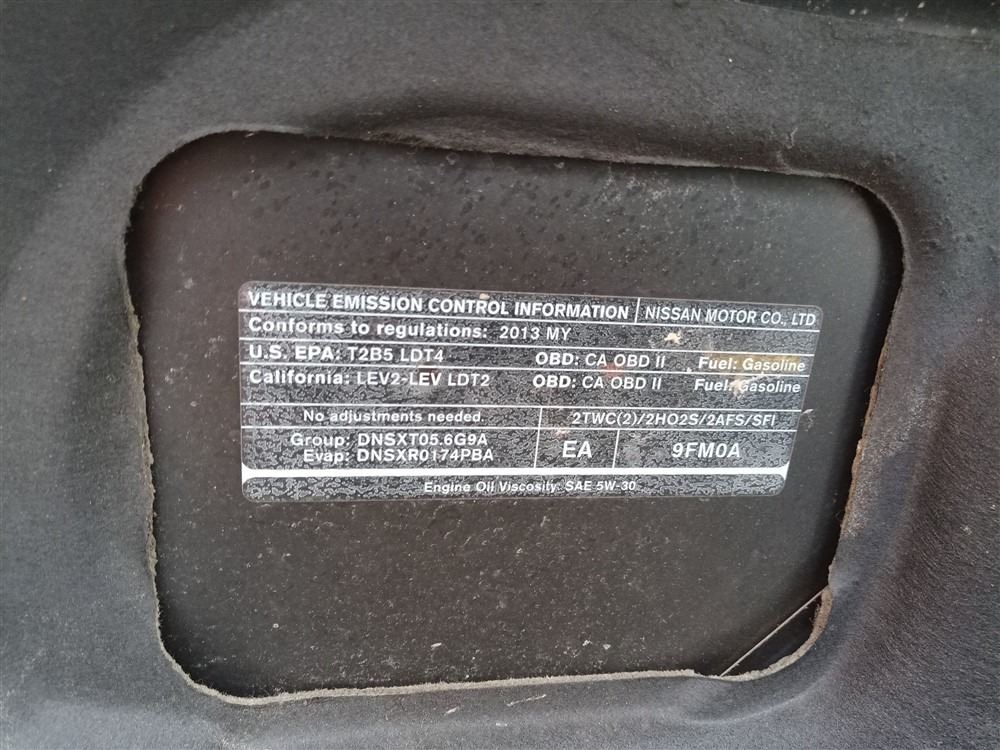 VEHICLE EMISSION CONTROL INFORMATION NISSAN MOTOR CO., LTD
Conforms to regulations: 2013 MY
U.S. EPA: T2B5 LDT4 OBD: CA OBD II Fuel: Gasoline
California: LEV2-LEV LDT2 OBD: CA OBD II Fuel: Gasoline
No adjustments needed. 2TWC(2)/2HO2S/2AFS/SFI
Group: DNSXT05.6G9A
Evap: DNSXR0174PBA
EA 9FM0A
Engine Oil Viscosity: SAE 5W-30